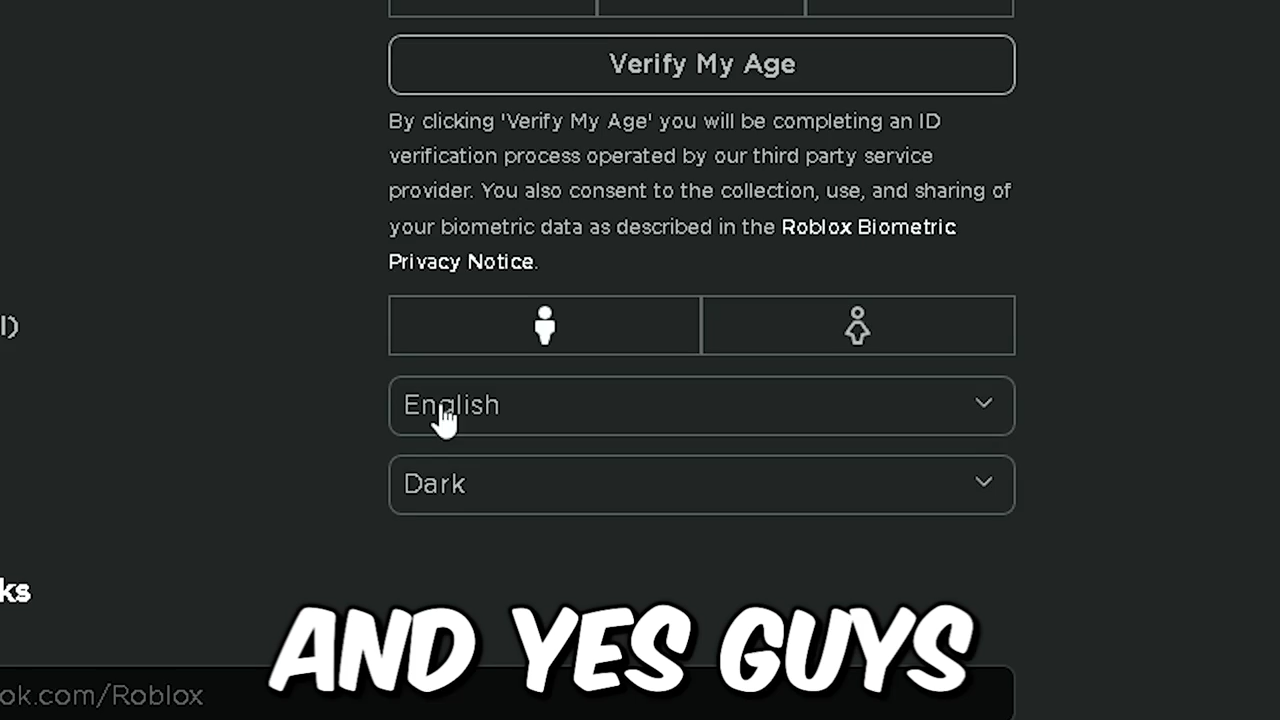 Verify My Age
By clicking 'Verify My Age' you will be completing an ID
verification process operated by our third party service
provider. You also consent to the collection, use, and sharing of
your biometric data as described in the Roblox Biometric
Privacy Notice.
l)
English
Dark
ks
AND YES GUYS
ok.com/Roblox